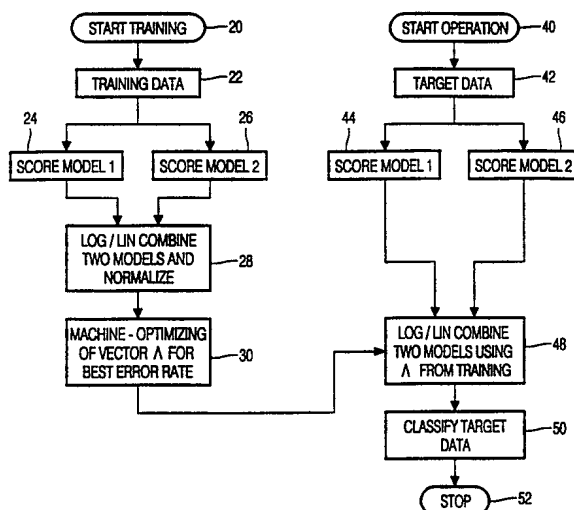 START TRAINING
20
TRAINING DATA
22
24
26
SCORE MODEL 1
SCORE MODEL 2
LOG / LIN COMBINE
TWO MODELS AND
NORMALIZE
28
MACHINE - OPTIMIZING
OF VECTOR Λ FOR
BEST ERROR RATE
30
START OPERATION
40
TARGET DATA
42
44
46
SCORE MODEL 1
SCORE MODEL 2
LOG / LIN COMBINE
TWO MODELS USING
Λ FROM TRAINING
48
CLASSIFY TARGET
DATA
50
STOP
52